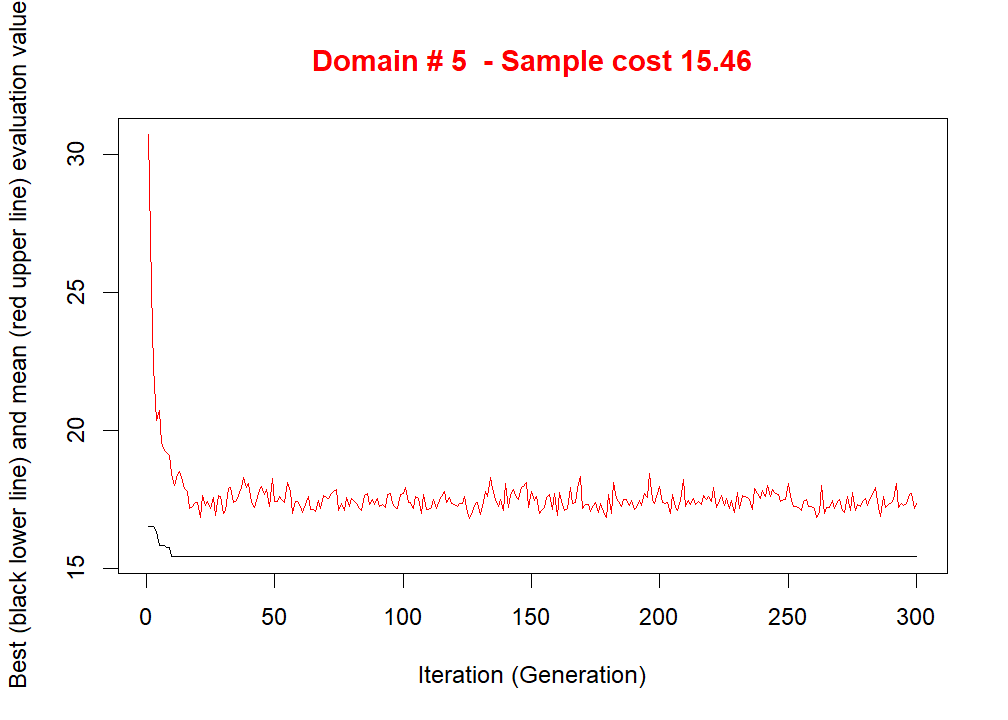 Domain # 5  - Sample cost 15.46
Best (black lower line) and mean (red upper line) evaluation value
30
25
20
15
0 50 100 150 200 250 300
Iteration (Generation)